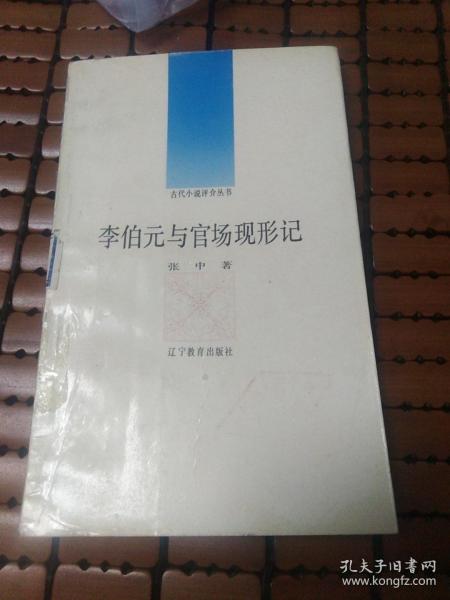 古代小说评介丛书
李伯元与官场现形记
张中著
辽宁教育出版社
孔夫子旧书网
www.kongfz.com